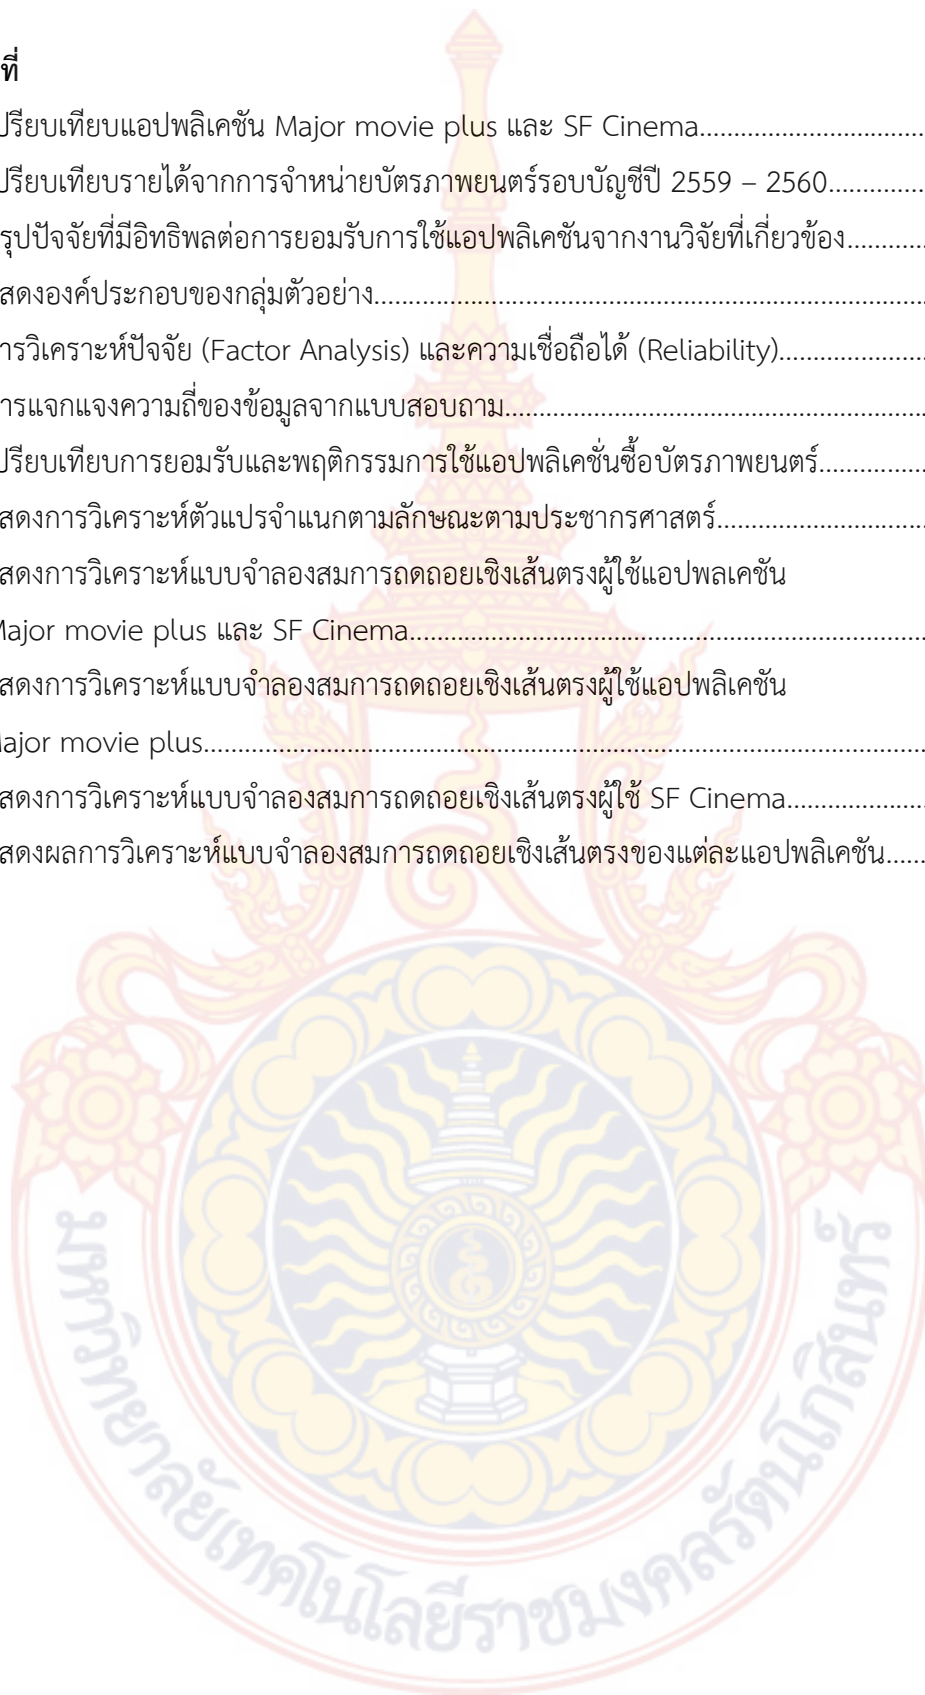 ที่
ปรียบเทียบแอปพลิเคชัน Major movie plus และ SF Cinema
ปรียบเทียบรายได้จากการจำหน่ายบัตรภาพยนตร์รอบบัญชีปี 2559 – 2560
รุปปัจจัยที่มีอิทธิพลต่อการยอมรับการใช้แอปพลิเคชันจากงานวิจัยที่เกี่ยวข้อง
สดงองค์ประกอบของกลุ่มตัวอย่าง
ารวิเคราะห์ปัจจัย (Factor Analysis) และความเชื่อถือได้ (Reliability)
ารแจกแจงความถี่ของข้อมูลจากแบบสอบถาม
ปรียบเทียบการยอมรับและพฤติกรรมการใช้แอปพลิเคชั่นซื้อบัตรภาพยนตร์
สดงการวิเคราะห์ตัวแปรจำแนกตามลักษณะตามประชากรศาสตร์
สดงการวิเคราะห์แบบจำลองสมการถดถอยเชิงเส้นตรงผู้ใช้แอปพลเคชัน
Major movie plus และ SF Cinema
สดงการวิเคราะห์แบบจำลองสมการถดถอยเชิงเส้นตรงผู้ใช้แอปพลิเคชัน
Major movie plus
สดงการวิเคราะห์แบบจำลองสมการถดถอยเชิงเส้นตรงผู้ใช้ SF Cinema
สดงผลการวิเคราะห์แบบจำลองสมการถดถอยเชิงเส้นตรงของแต่ละแอปพลิเคชัน
มหาวิทยาลัยเทคโนโลยีราชมงคลรัตนโกสินทร์